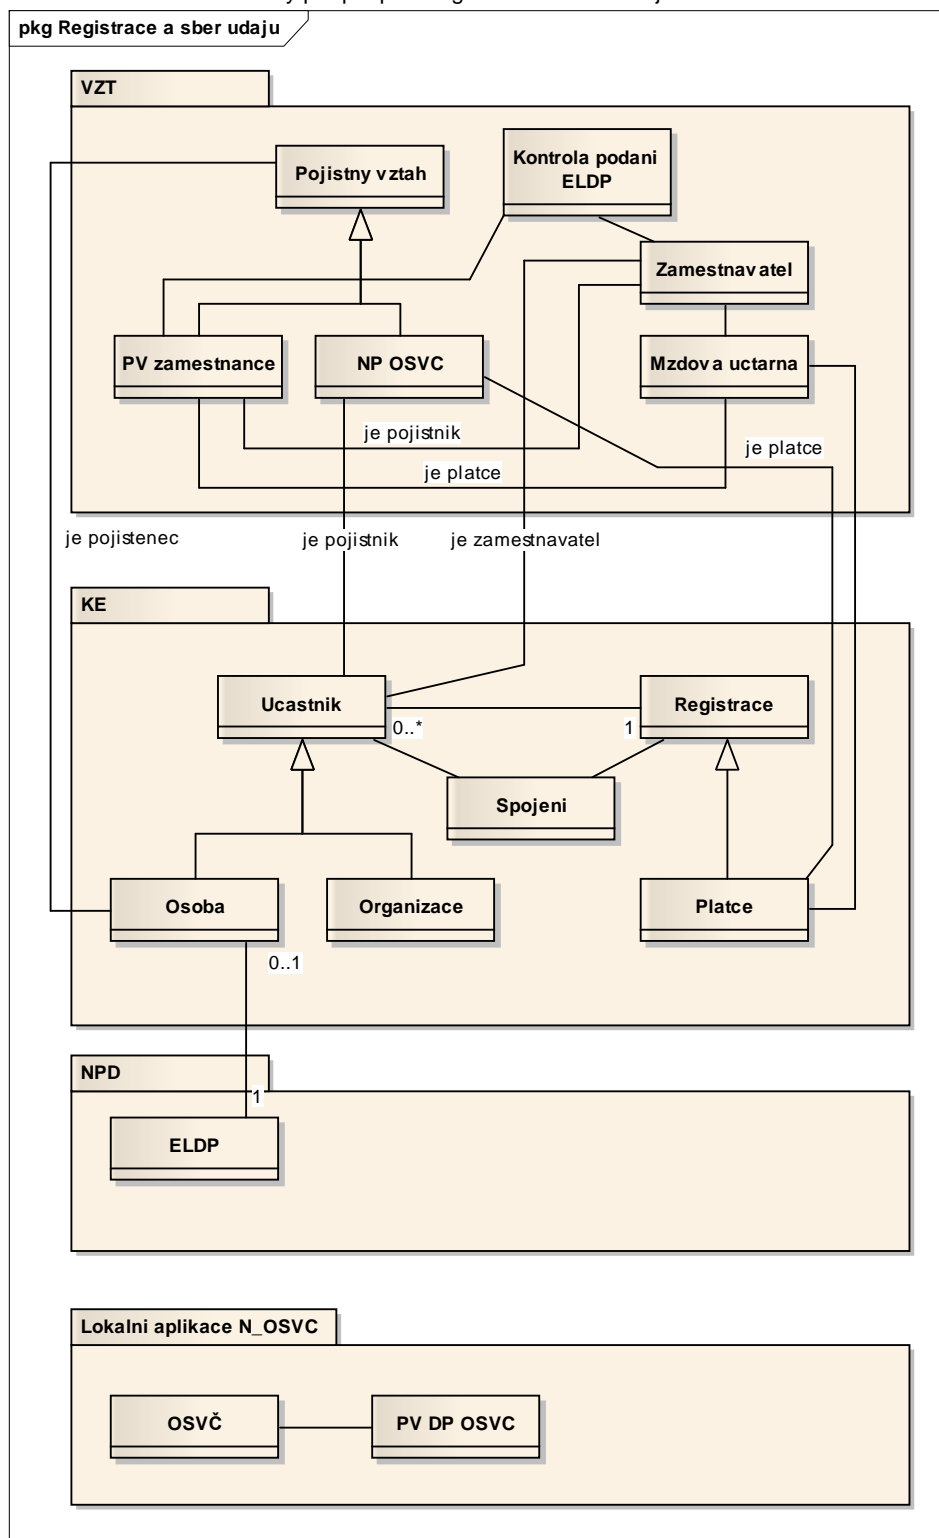 pkg Registrace a sber udaju
VZT
Pojistny vztah
Kontrola podani
ELDP
Zamestnavatel
PV zamestnance
NP OSVC
Mzdova uctarna
je pojistnik
je platce
je platce
je pojistenec
je pojistnik
je zamestnavatel
KE
Ucastnik
Registrace
0..*
1
Spojeni
Osoba
Organizace
Platce
0..1
NPD
1
ELDP
Lokalni aplikace N_OSVC
OSVČ
PV DP OSVC